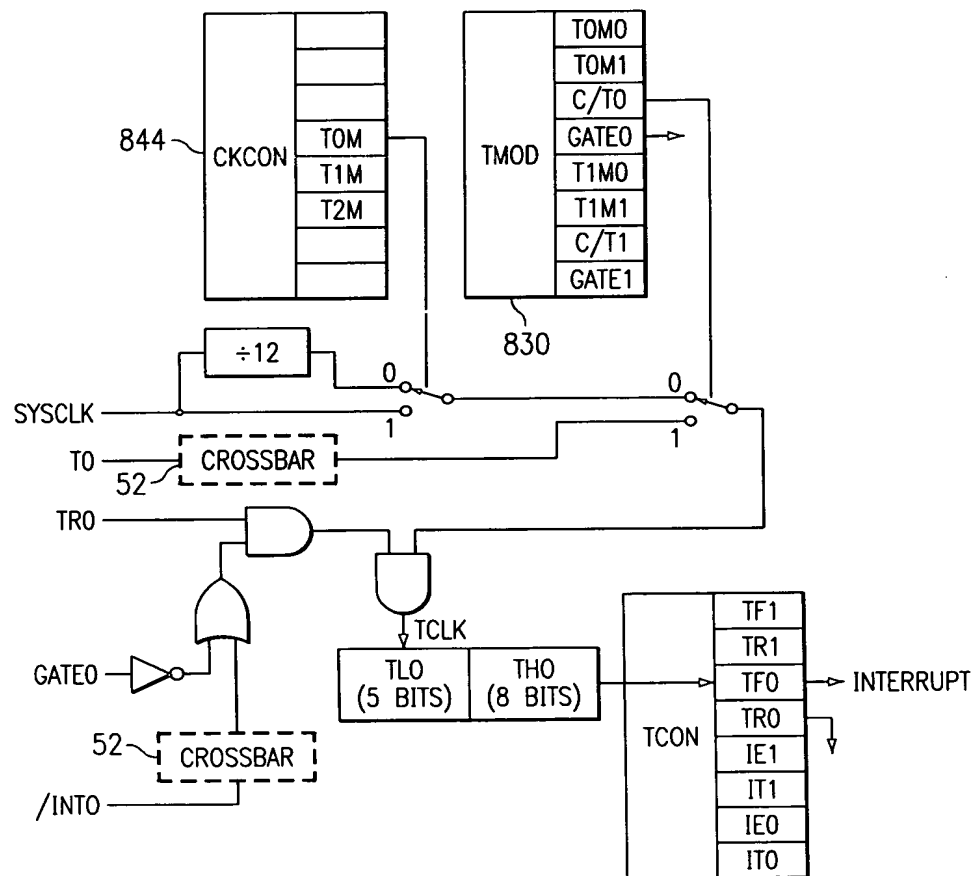 844
CKCON
T0M
T1M
T2M
TMOD
T0M0
T0M1
C/T0
GATE0
T1M0
T1M1
C/T1
GATE1
830
÷12
SYSCLK
0
1
0
1
T0
CROSSBAR
52
TR0
GATE0
52
CROSSBAR
/INT0
TCLK
TL0
(5 BITS)
TH0
(8 BITS)
TCON
TF1
TR1
TF0
TR0
IE1
IT1
IE0
IT0
INTERRUPT